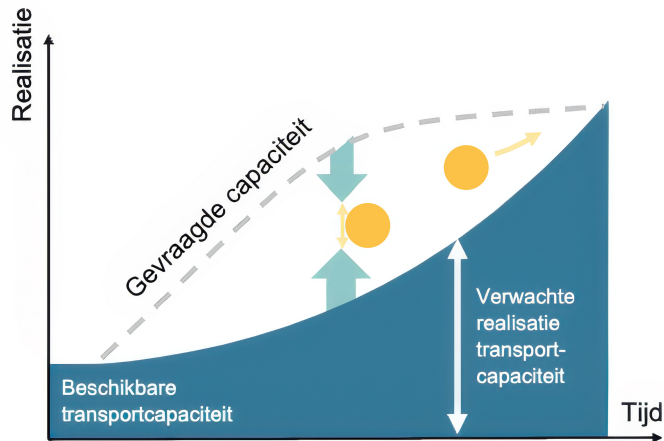 Realisatie
Gevraagde capaciteit
Verwachte
realisatie
transport-
capaciteit
Beschikbare
transportcapaciteit
Tijd